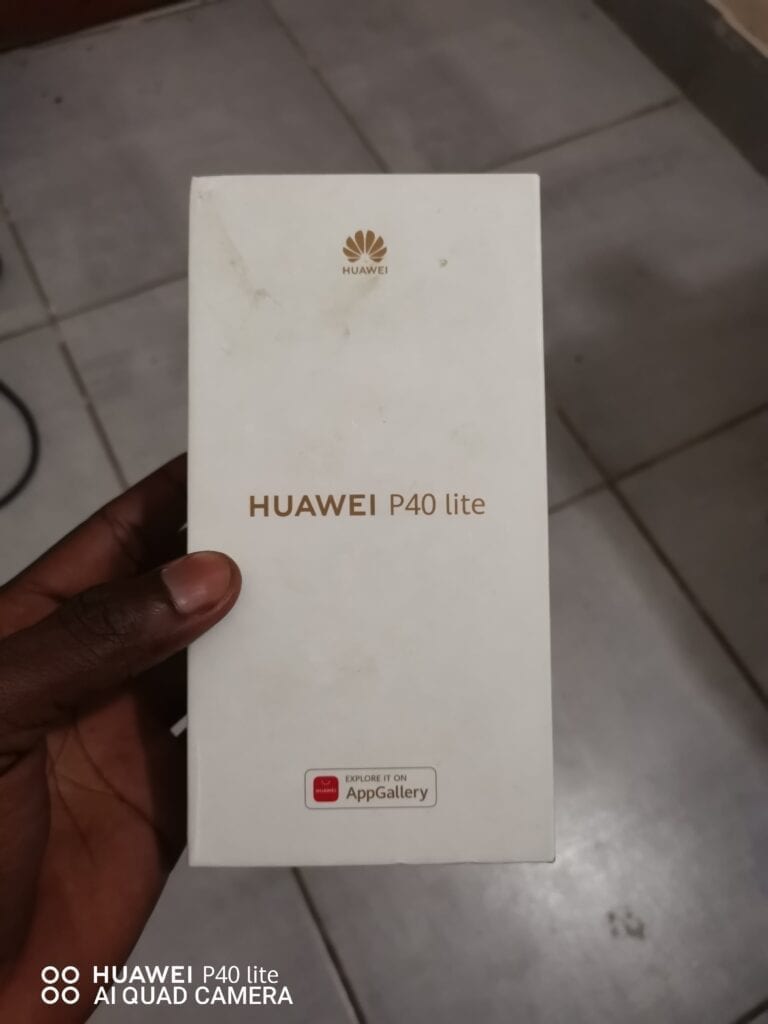 HUAWEI
HUAWEI P40 lite
EXPLORE IT ON
HUAWEI
AppGallery
HUAWEI P40 lite
AI QUAD CAMERA